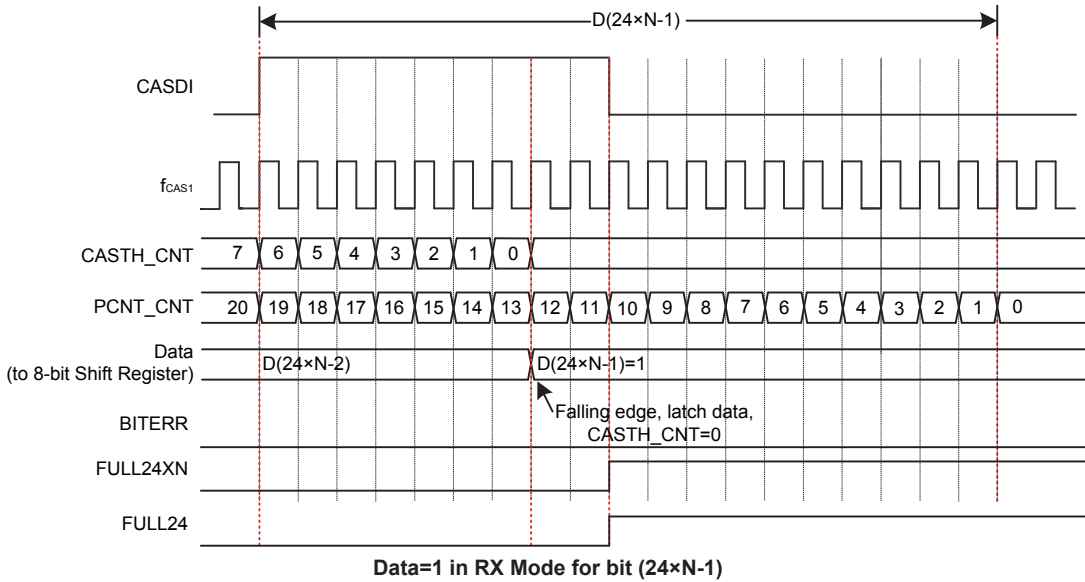 D(24×N-1)
CASDI
fCAS1
CASTH_CNT 7 6 5 4 3 2 1 0
PCNT_CNT 20 19 18 17 16 15 14 13 12 11 10 9 8 7 6 5 4 3 2 1 0
Data
(to 8-bit Shift Register)
D(24×N-2) D(24×N-1)=1
Falling edge, latch data,
CASTH_CNT=0
BITERR
FULL24XN
FULL24
Data=1 in RX Mode for bit (24×N-1)